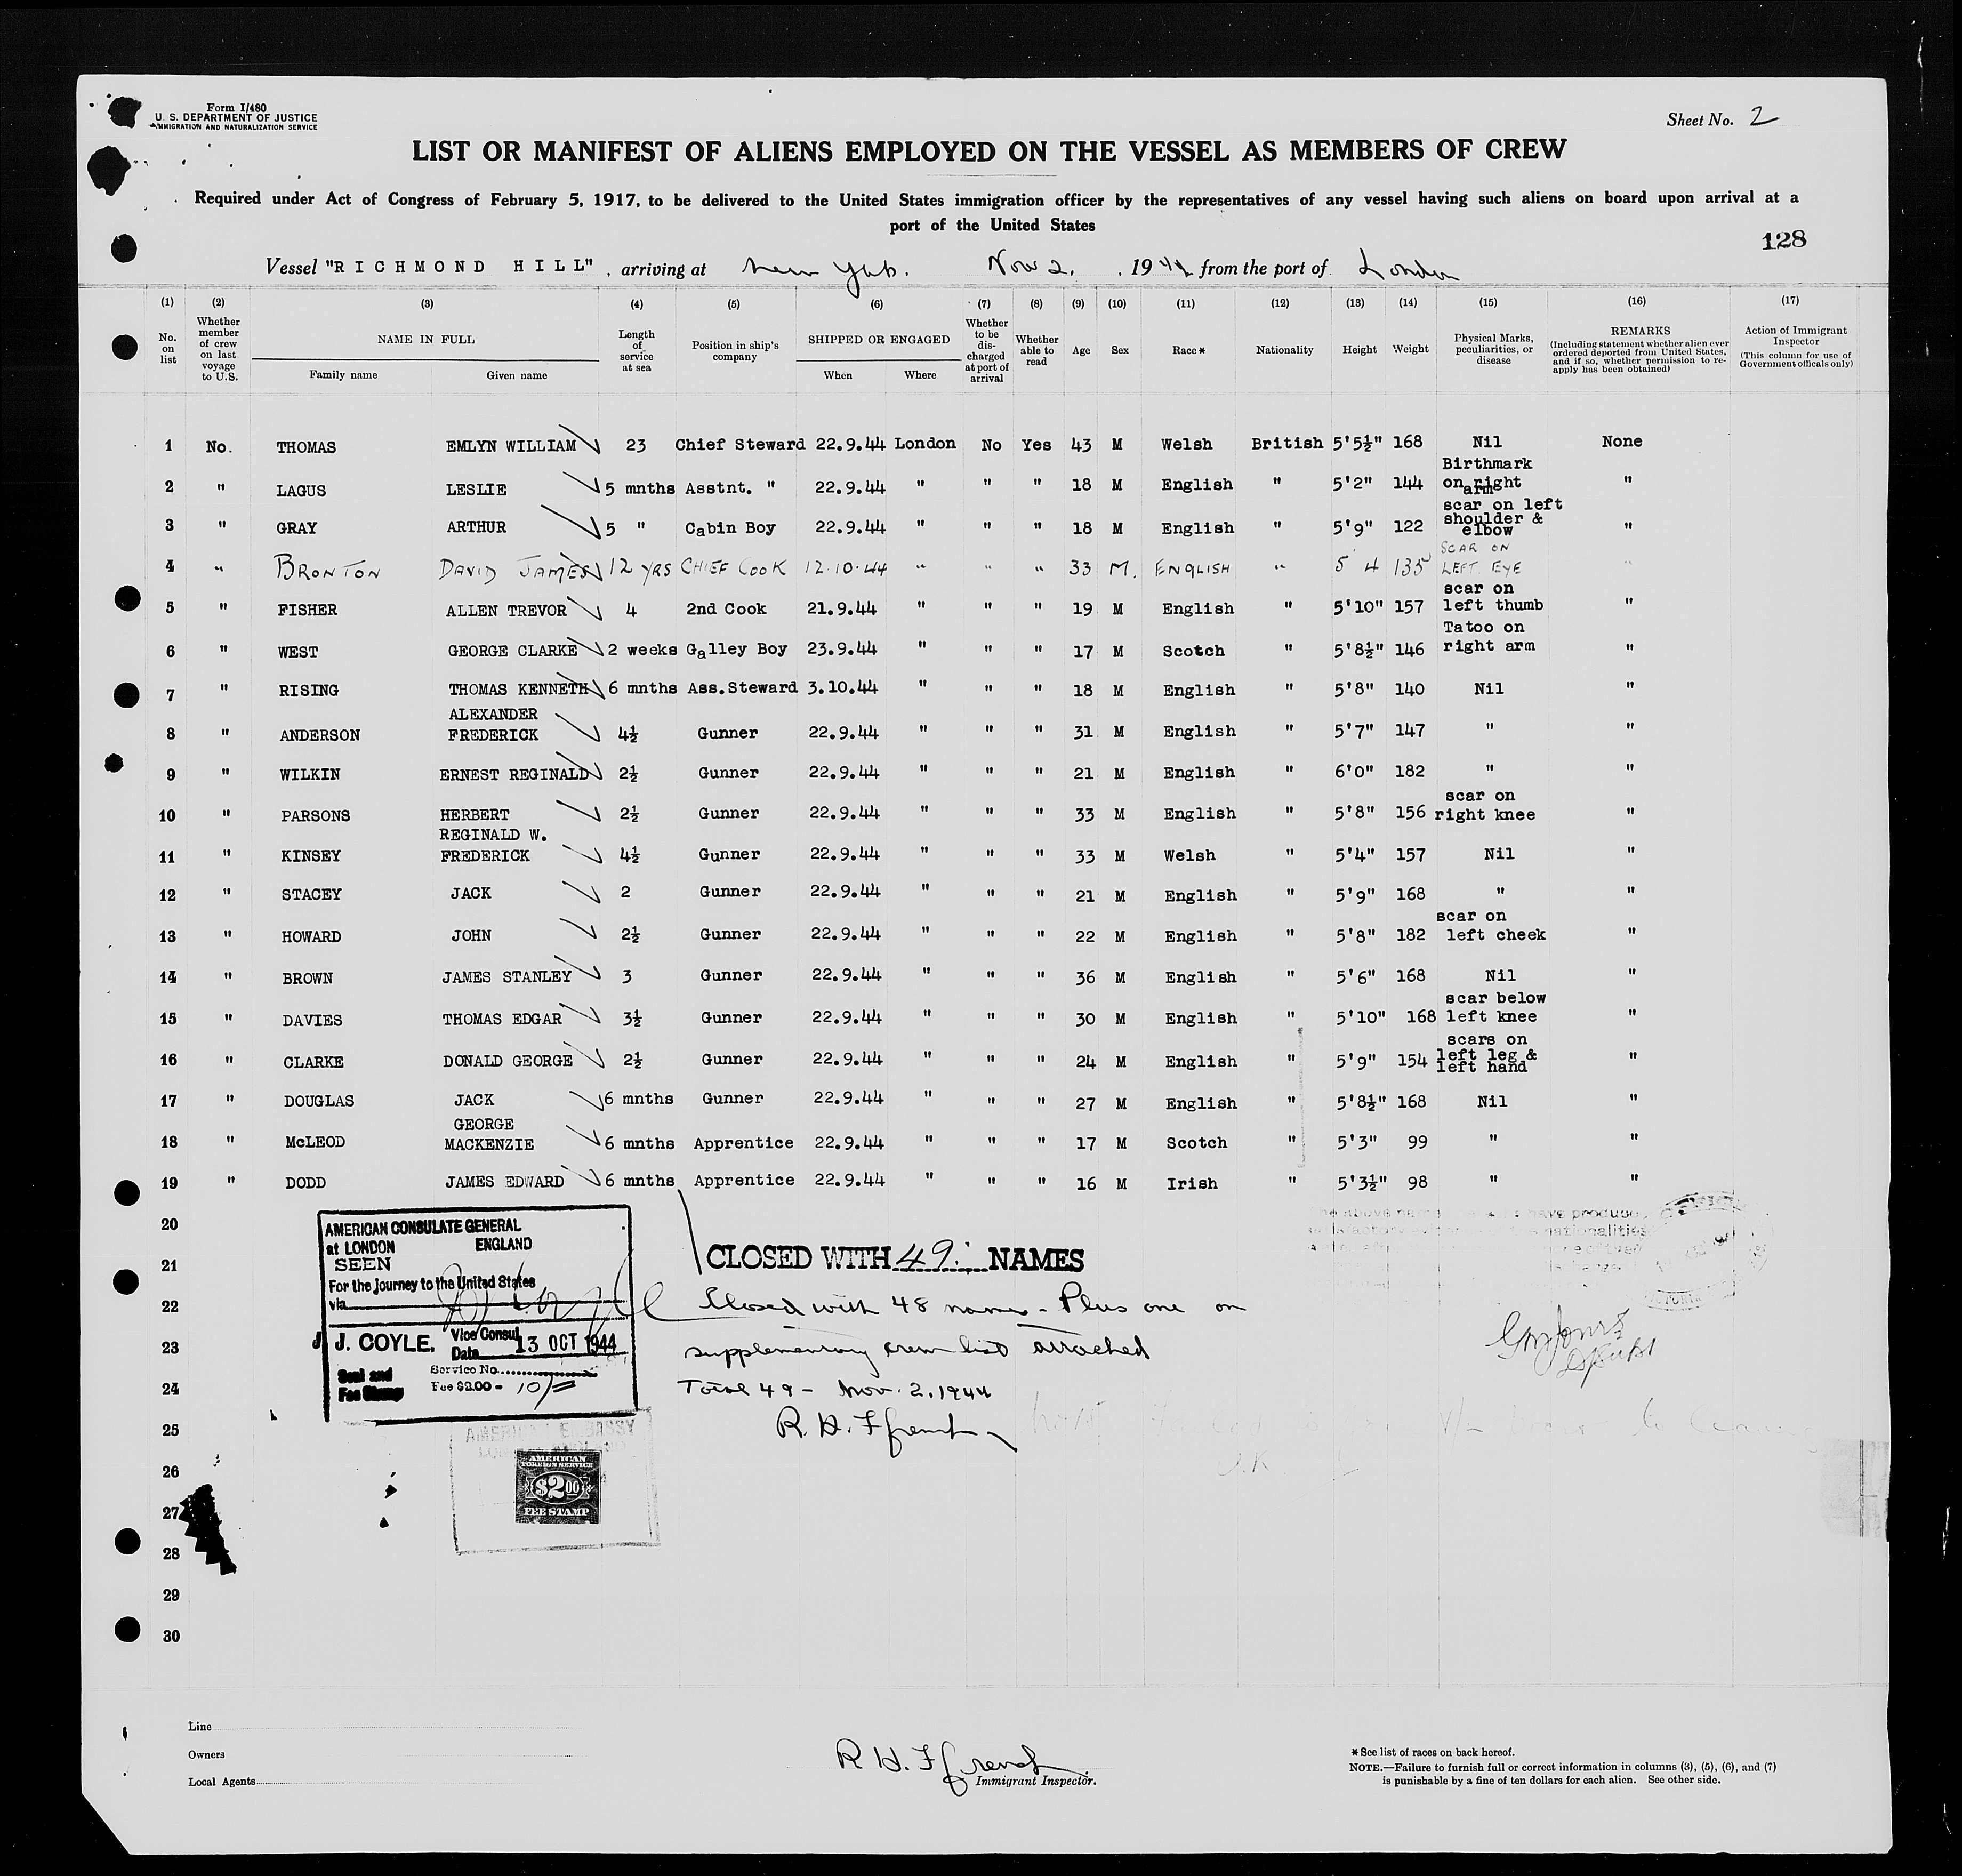 Form I/480
U. S. DEPARTMENT OF JUSTICE
IMMIGRATION AND NATURALIZATION SERVICE
Sheet No. 2
LIST OR MANIFEST OF ALIENS EMPLOYED ON THE VESSEL AS MEMBERS OF CREW
Required under Act of Congress of February 5, 1917, to be delivered to the United States immigration officer by the representatives of any vessel having such aliens on board upon arrival at a
port of the United States
128
Vessel "RICHMOND HILL", arriving at New York. Nov 2, 1944 from the port of London
(1) (2) (3) (4) (5) (6) (7) (8) (9) (10) (11) (12) (13) (14) (15) (16) (17)
No. on list
Whether member of crew on last voyage to U.S.
NAME IN FULL
Family name Given name
Length of service at sea
Position in ship's company
SHIPPED OR ENGAGED
When Where
Whether to be discharged at port of arrival
Whether able to read
Age
Sex
Race*
Nationality
Height
Weight
Physical Marks, peculiarities, or disease
REMARKS
(Including statement whether alien ever ordered deported from United States, and if so, whether permission to reapply has been obtained)
Action of Immigrant Inspector
(This column for use of Government officials only)
1 No. THOMAS EMLYN WILLIAM 23 Chief Steward 22.9.44 London No Yes 43 M Welsh British 5'5½" 168 Nil None
2 " LAGUS LESLIE 5 mnths Asstnt. " 22.9.44 " " " 18 M English " 5'2" 144 Birthmark on right arm "
3 " GRAY ARTHUR 5 " Cabin Boy 22.9.44 " " " 18 M English " 5'9" 122 scar on left shoulder & elbow "
4 " BRONTON DAVID JAMES 12 YRS CHIEF COOK 12.10.44 " " " 33 M. ENGLISH " 5 4 135 SCAR ON LEFT EYE "
5 " FISHER ALLEN TREVOR 4 2nd Cook 21.9.44 " " " 19 M English " 5'10" 157 scar on left thumb "
6 " WEST GEORGE CLARKE 2 weeks Galley Boy 23.9.44 " " " 17 M Scotch " 5'8½" 146 Tatoo on right arm "
7 " RISING THOMAS KENNETH 6 mnths Ass.Steward 3.10.44 " " " 18 M English " 5'8" 140 Nil "
8 " ANDERSON ALEXANDER FREDERICK 4½ Gunner 22.9.44 " " " 31 M English " 5'7" 147 " "
9 " WILKIN ERNEST REGINALD 2½ Gunner 22.9.44 " " " 21 M English " 6'0" 182 " "
10 " PARSONS HERBERT 2½ Gunner 22.9.44 " " " 33 M English " 5'8" 156 scar on right knee "
11 " KINSEY REGINALD W. FREDERICK 4½ Gunner 22.9.44 " " " 33 M Welsh " 5'4" 157 Nil "
12 " STACEY JACK 2 Gunner 22.9.44 " " " 21 M English " 5'9" 168 " "
13 " HOWARD JOHN 2½ Gunner 22.9.44 " " " 22 M English " 5'8" 182 scar on left cheek "
14 " BROWN JAMES STANLEY 3 Gunner 22.9.44 " " " 36 M English " 5'6" 168 Nil "
15 " DAVIES THOMAS EDGAR 3½ Gunner 22.9.44 " " " 30 M English " 5'10" 168 scar below left knee "
16 " CLARKE DONALD GEORGE 2½ Gunner 22.9.44 " " " 24 M English " 5'9" 154 scars on left leg & left hand "
17 " DOUGLAS JACK 6 mnths Gunner 22.9.44 " " " 27 M English " 5'8½" 168 Nil "
18 " McLEOD GEORGE MACKENZIE 6 mnths Apprentice 22.9.44 " " " 17 M Scotch " 5'3" 99 " "
19 " DODD JAMES EDWARD 6 mnths Apprentice 22.9.44 " " " 16 M Irish " 5'3½" 98 " "
20
21
22
23
24
25
26
27
28
29
30
AMERICAN CONSULATE GENERAL
at LONDON ENGLAND
SEEN
For the Journey to the United States
via
J. J. COYLE. Vice Consul
Date 13 OCT 1944
Seal and Fee Stamp
Service No.
Fee $2.00 = 10/=
CLOSED WITH 49 NAMES
Closed with 48 names - Plus one on
supplementary crew list attached
Total 49 - Nov. 2, 1944
R. H. Ffrench
AMERICAN EMBASSY
AMERICAN
FOREIGN SERVICE
$2.00
FEE STAMP
Line
Owners
Local Agents
R H. Ffrench
Immigrant Inspector.
* See list of races on back hereof.
NOTE.—Failure to furnish full or correct information in columns (3), (5), (6), and (7)
is punishable by a fine of ten dollars for each alien. See other side.